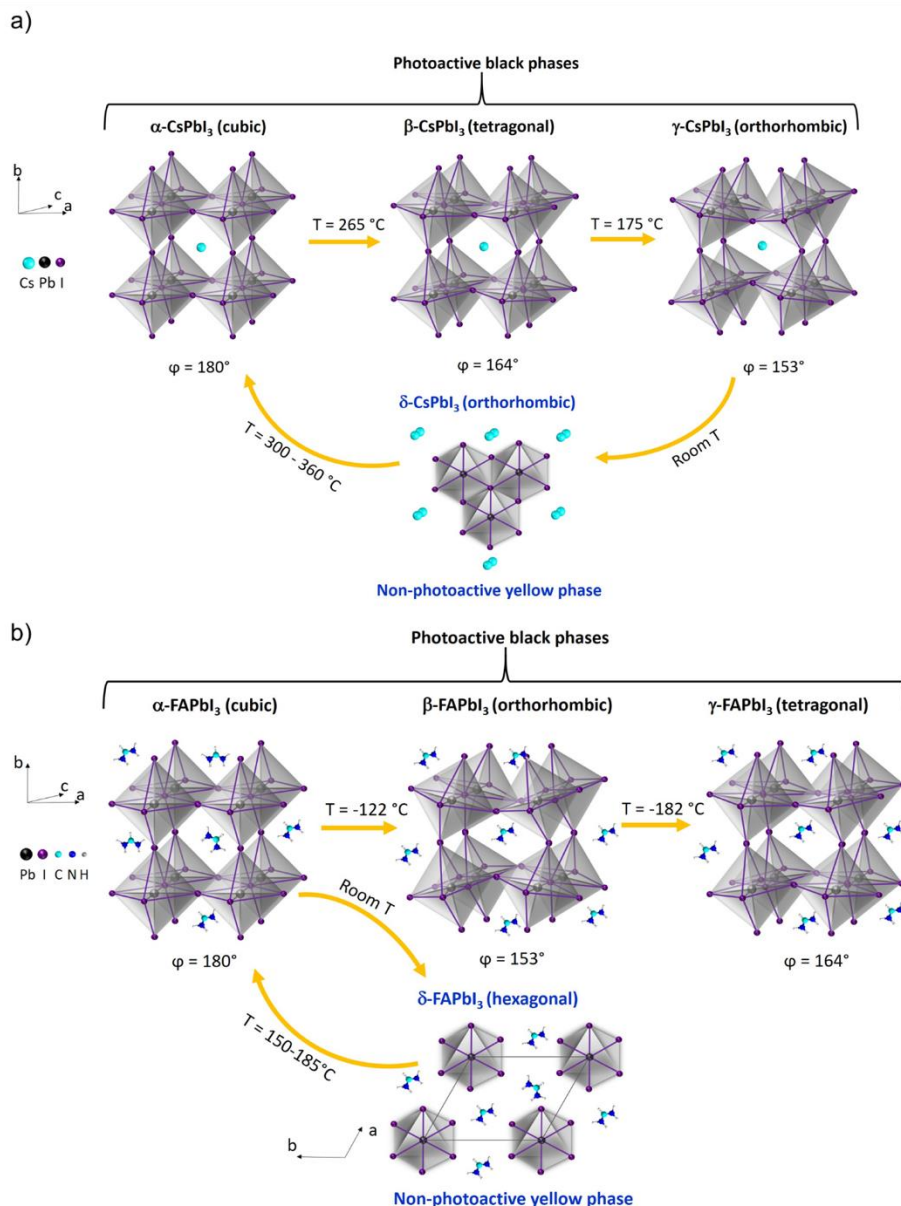 a)
Photoactive black phases
α-CsPbI₃ (cubic)
β-CsPbI₃ (tetragonal)
γ-CsPbI₃ (orthorhombic)
b
c
a
T = 265 °C
T = 175 °C
Cs Pb I
φ = 180°
φ = 164°
φ = 153°
δ-CsPbI₃ (orthorhombic)
T = 300 - 360 °C
Room T
Non-photoactive yellow phase
b)
Photoactive black phases
α-FAPbI₃ (cubic)
β-FAPbI₃ (orthorhombic)
γ-FAPbI₃ (tetragonal)
b
c
a
T = -122 °C
T = -182 °C
Pb I C N H
Room T
φ = 180°
φ = 153°
φ = 164°
δ-FAPbI₃ (hexagonal)
T = 150-185°C
a
b
Non-photoactive yellow phase